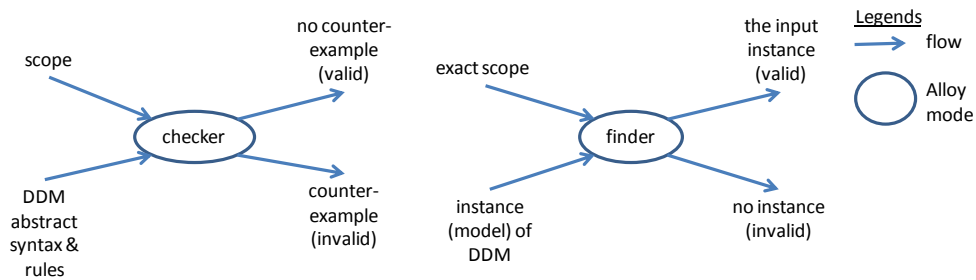 scope
no counter-
example
(valid)
checker
DDM
abstract
syntax &
rules
counter-
example
(invalid)
exact scope
the input
instance
(valid)
finder
instance
(model) of
DDM
no instance
(invalid)
Legends
flow
Alloy
mode